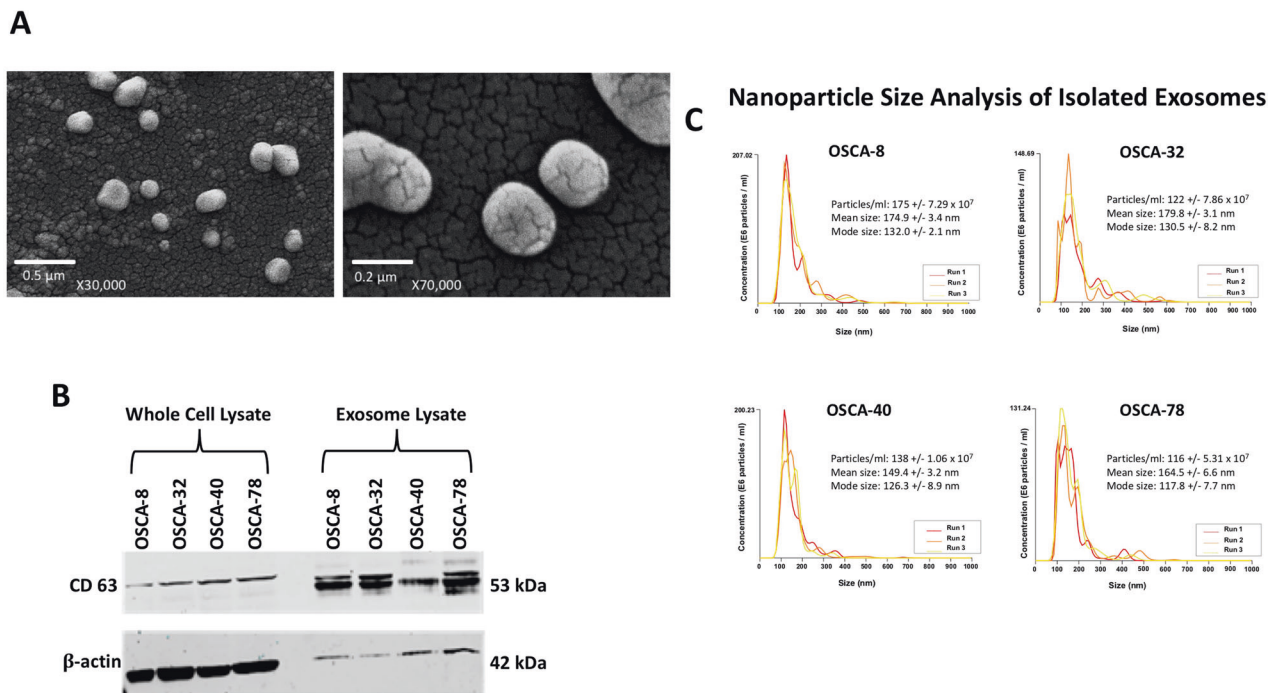 A
0.5 µm
X30,000
0.2 µm
X70,000
B
Whole Cell Lysate
Exosome Lysate
OSCA-8
OSCA-32
OSCA-40
OSCA-78
OSCA-8
OSCA-32
OSCA-40
OSCA-78
CD 63
53 kDa
β-actin
42 kDa
Nanoparticle Size Analysis of Isolated Exosomes
C
OSCA-8
207.02
Concentration (E6 particles / ml)
Particles/ml: 175 +/- 7.29 x 10⁷
Mean size: 174.9 +/- 3.4 nm
Mode size: 132.0 +/- 2.1 nm
Run 1
Run 2
Run 3
0 100 200 300 400 500 600 700 800 900 1000
Size (nm)
OSCA-32
148.69
Concentration (E6 particles / ml)
Particles/ml: 122 +/- 7.86 x 10⁷
Mean size: 179.8 +/- 3.1 nm
Mode size: 130.5 +/- 8.2 nm
Run 1
Run 2
Run 3
0 100 200 300 400 500 600 700 800 900 1000
Size (nm)
OSCA-40
200.23
Concentration (E6 particles / ml)
Particles/ml: 138 +/- 1.06 x 10⁷
Mean size: 149.4 +/- 3.2 nm
Mode size: 126.3 +/- 8.9 nm
Run 1
Run 2
Run 3
0 100 200 300 400 500 600 700 800 900 1000
Size (nm)
OSCA-78
131.24
Concentration (E6 particles / ml)
Particles/ml: 116 +/- 5.31 x 10⁷
Mean size: 164.5 +/- 6.6 nm
Mode size: 117.8 +/- 7.7 nm
Run 1
Run 2
Run 3
0 100 200 300 400 500 600 700 800 900 1000
Size (nm)